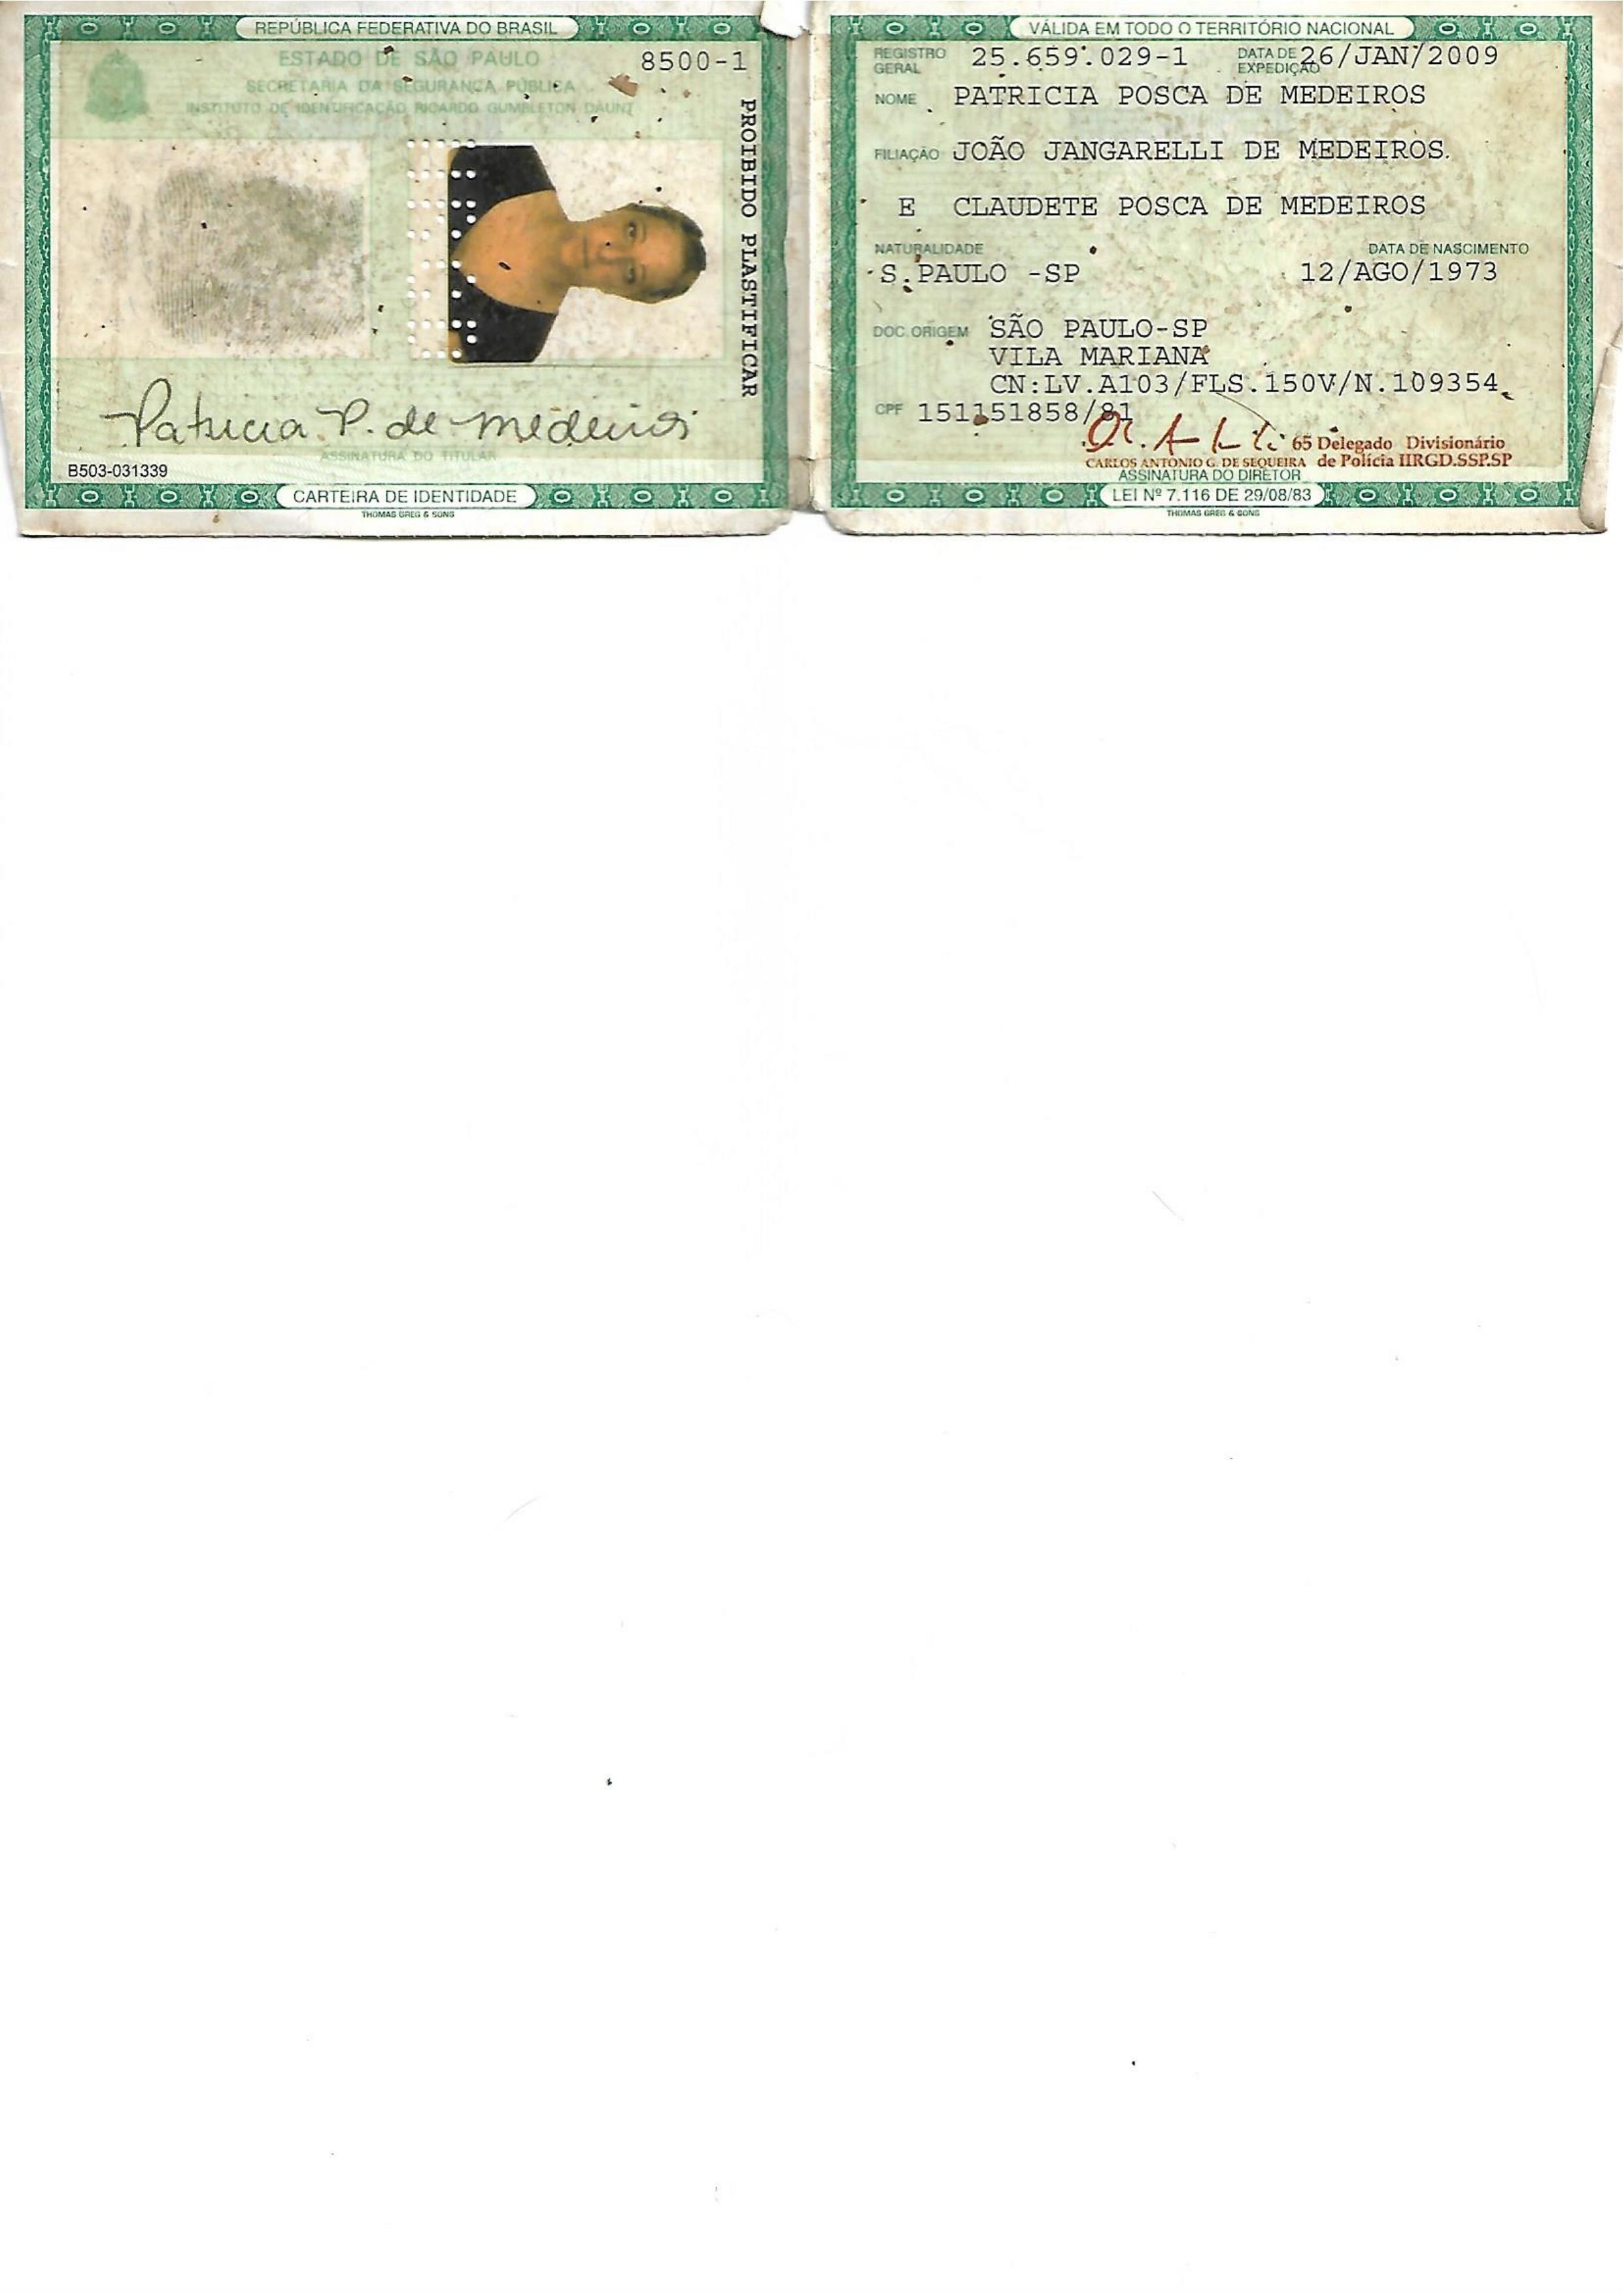 REPÚBLICA FEDERATIVA DO BRASIL
ESTADO DE SÃO PAULO
8500-1
SECRETARIA DA SEGURANÇA PÚBLICA
INSTITUTO DE IDENTIFICAÇÃO RICARDO GUMBLETON DAUNT
PROIBIDO PLASTIFICAR
Patricia P. de Medeiros
ASSINATURA DO TITULAR
B503-031339
CARTEIRA DE IDENTIDADE
THOMAS GREG & SONS
VÁLIDA EM TODO O TERRITÓRIO NACIONAL
REGISTRO GERAL 25.659.029-1 DATA DE EXPEDIÇÃO 26/JAN/2009
NOME PATRICIA POSCA DE MEDEIROS
FILIAÇÃO JOÃO JANGARELLI DE MEDEIROS
E CLAUDETE POSCA DE MEDEIROS
NATURALIDADE DATA DE NASCIMENTO
S.PAULO -SP 12/AGO/1973
DOC. ORIGEM SÃO PAULO-SP
VILA MARIANA
CN:LV.A103/FLS.150V/N.109354
CPF 151151858/81
65 Delegado Divisionário
CARLOS ANTONIO G. DE SEQUEIRA de Polícia IIRGD.SSP.SP
ASSINATURA DO DIRETOR
LEI Nº 7.116 DE 29/08/83
THOMAS GREG & SONS